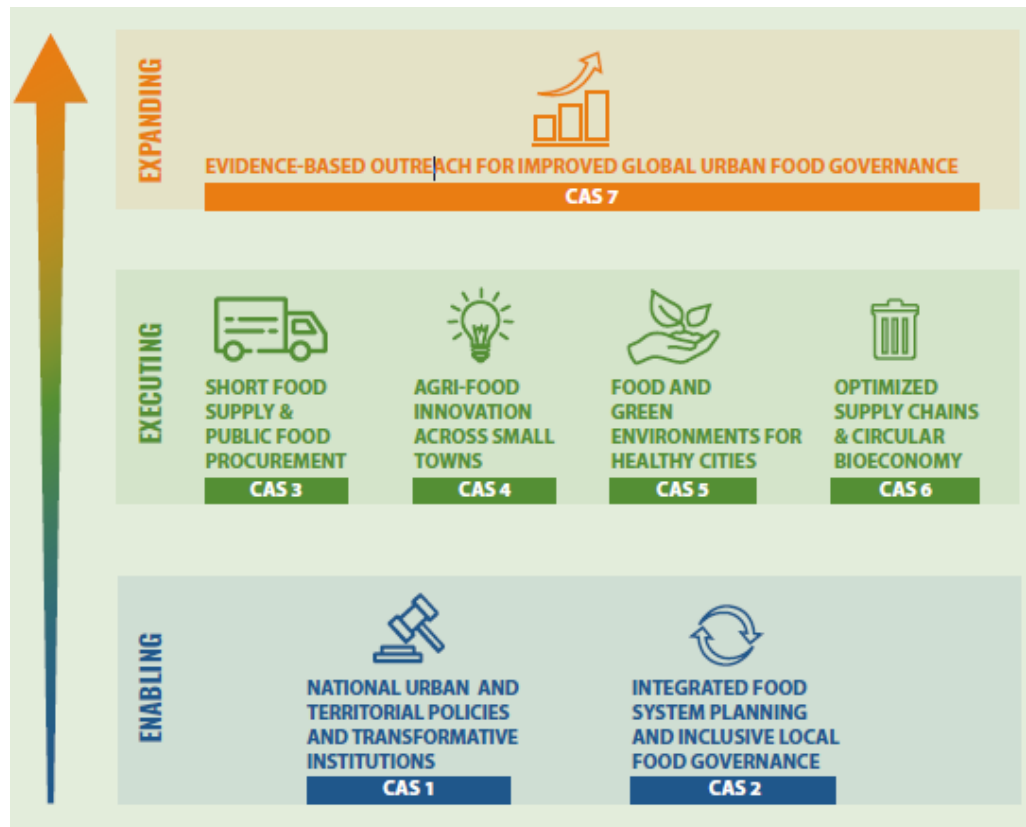 EXPANDING
EVIDENCE-BASED OUTREACH FOR IMPROVED GLOBAL URBAN FOOD GOVERNANCE
CAS 7
EXECUTING
SHORT FOOD
SUPPLY &
PUBLIC FOOD
PROCUREMENT
CAS 3
AGRI-FOOD
INNOVATION
ACROSS SMALL
TOWNS
CAS 4
FOOD AND
GREEN
ENVIRONMENTS FOR
HEALTHY CITIES
CAS 5
OPTIMIZED
SUPPLY CHAINS
& CIRCULAR
BIOECONOMY
CAS 6
ENABLING
NATIONAL URBAN AND
TERRITORIAL POLICIES
AND TRANSFORMATIVE
INSTITUTIONS
CAS 1
INTEGRATED FOOD
SYSTEM PLANNING
AND INCLUSIVE LOCAL
FOOD GOVERNANCE
CAS 2